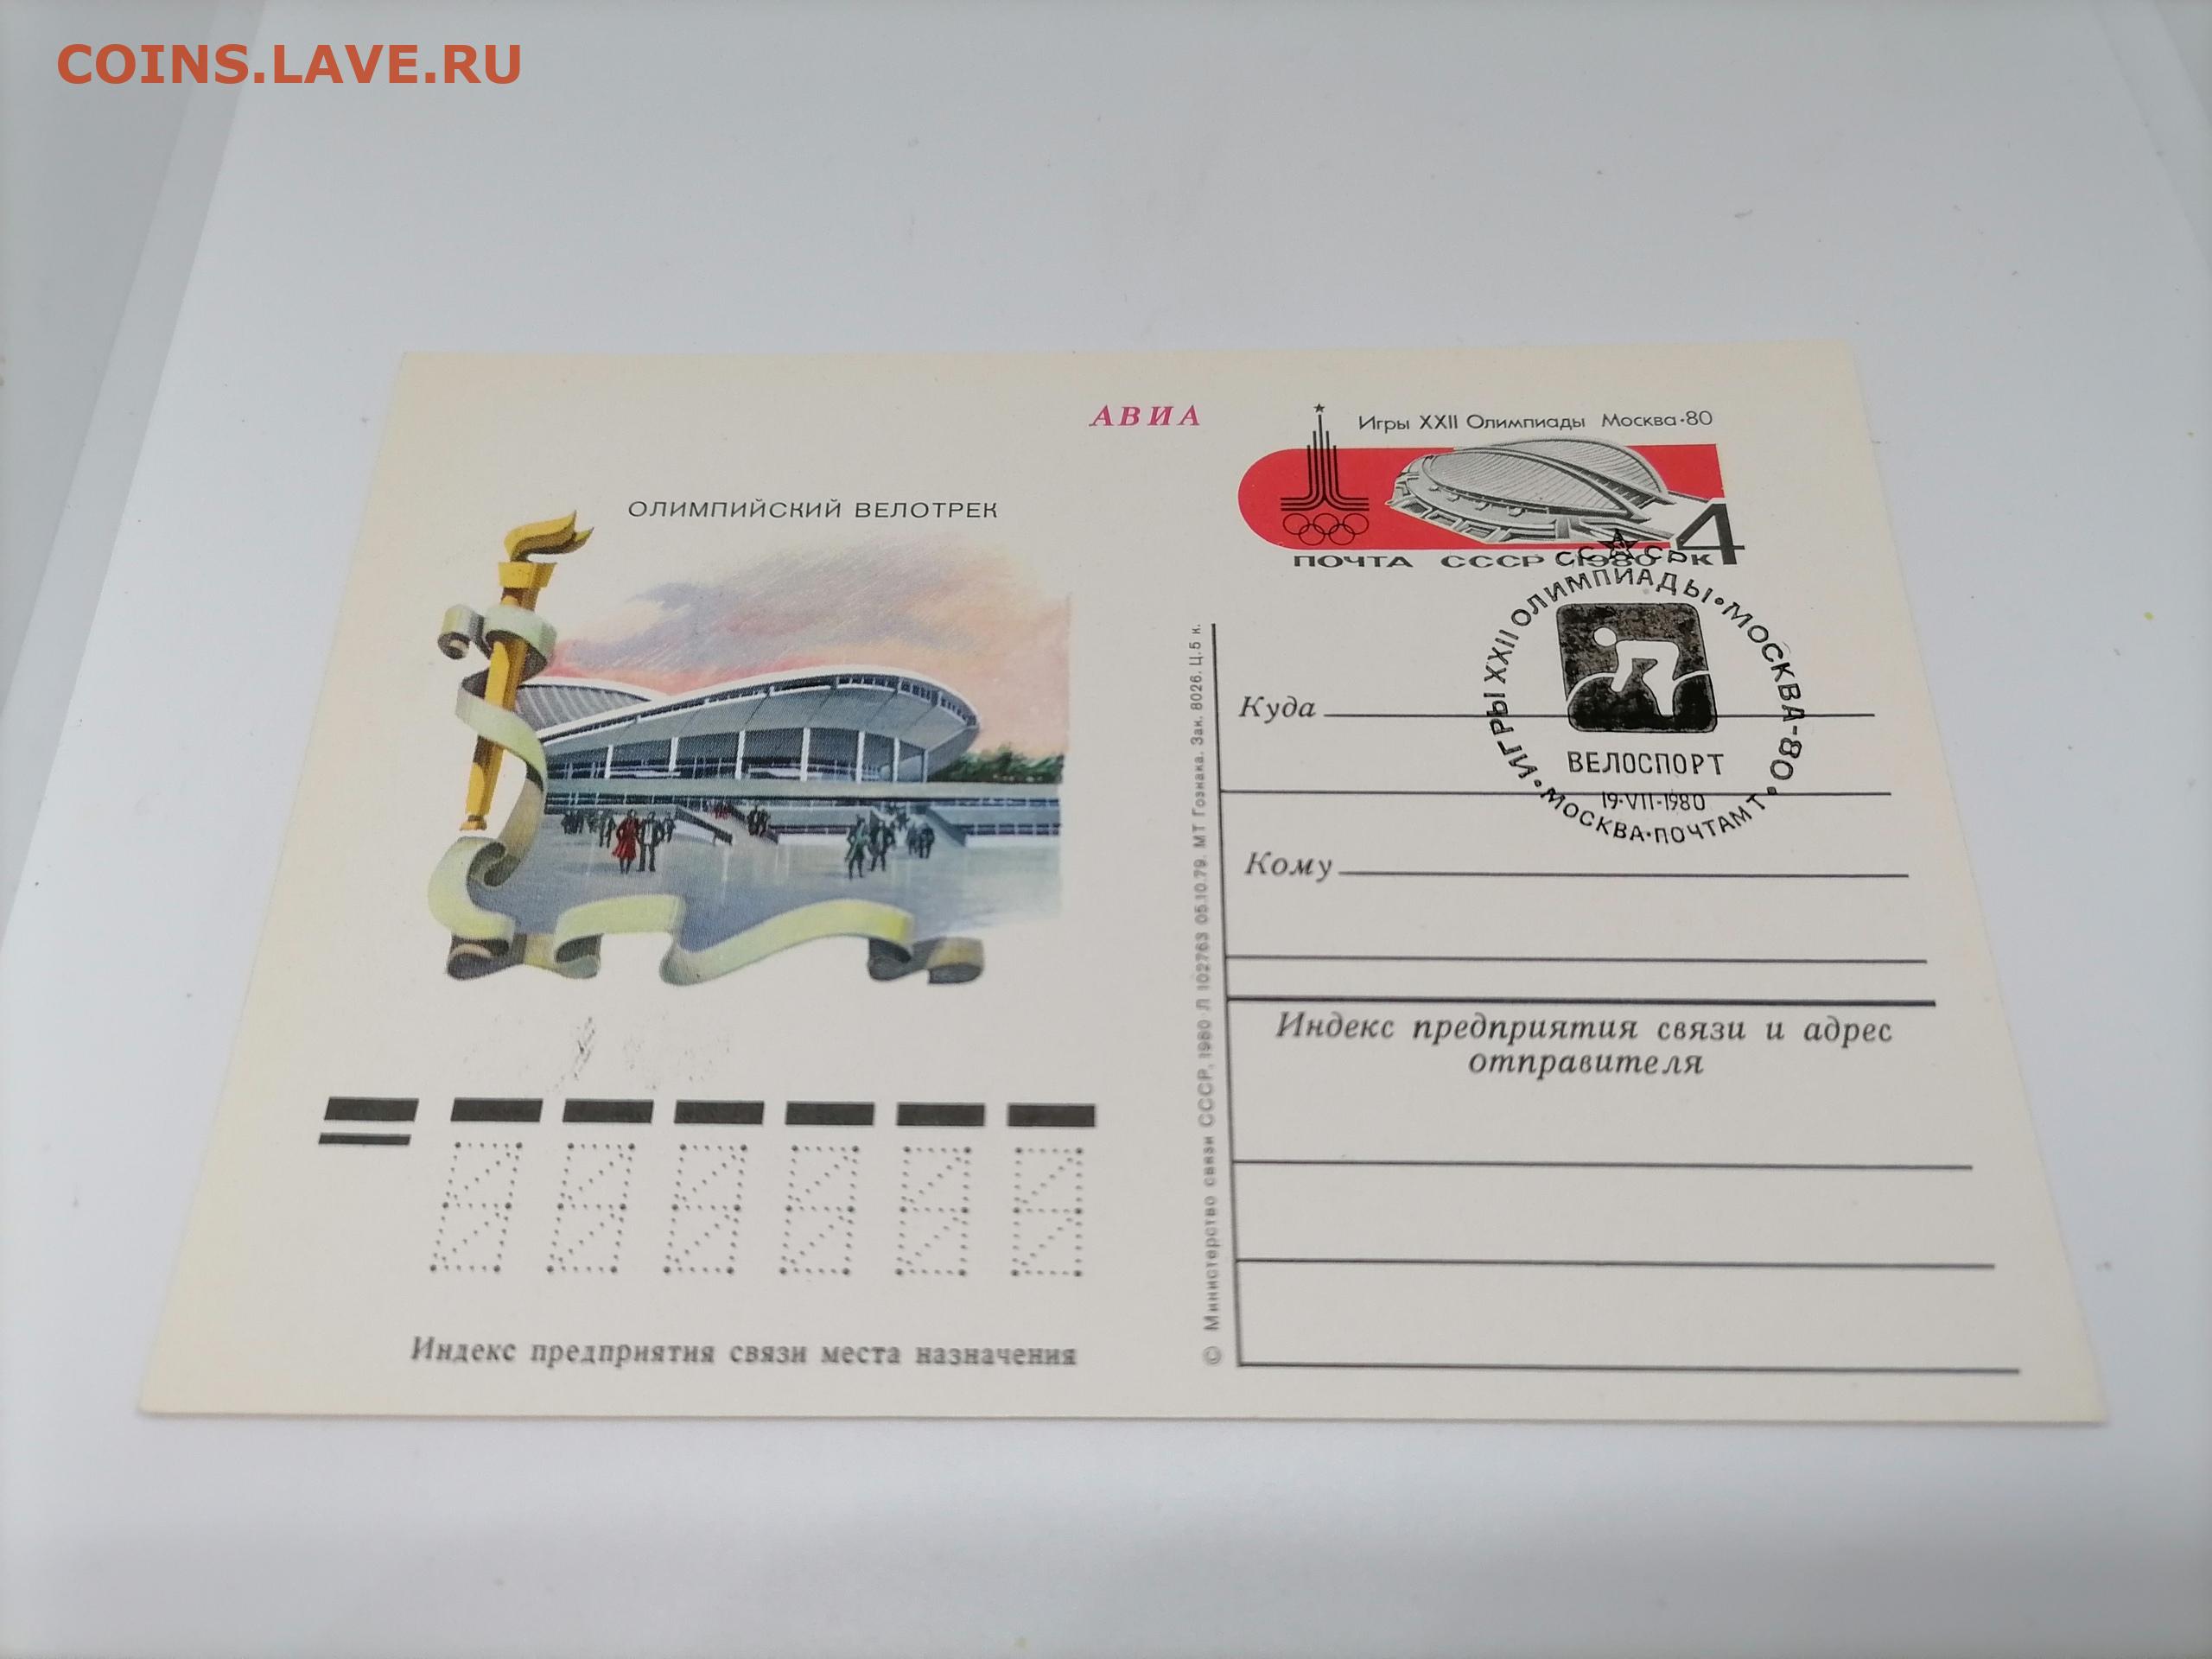 COINS.LAVE.RU
АВИА
Игры XXII Олимпиады Москва·80
ОЛИМПИЙСКИЙ ВЕЛОТРЕК
4
ПОЧТА СССР 1980 К
СС СР
ИГРЫ XXII ОЛИМПИАДЫ·МОСКВА-80
ВЕЛОСПОРТ
19-VII-1980
МОСКВА·ПОЧТАМТ
Куда
Кому
Индекс предприятия связи и адрес
отправителя
© Министерство связи СССР, 1980 Л 102763 05.10.79. МТ Гознака. Зак. 8026. Ц.5 к.
Индекс предприятия связи места назначения